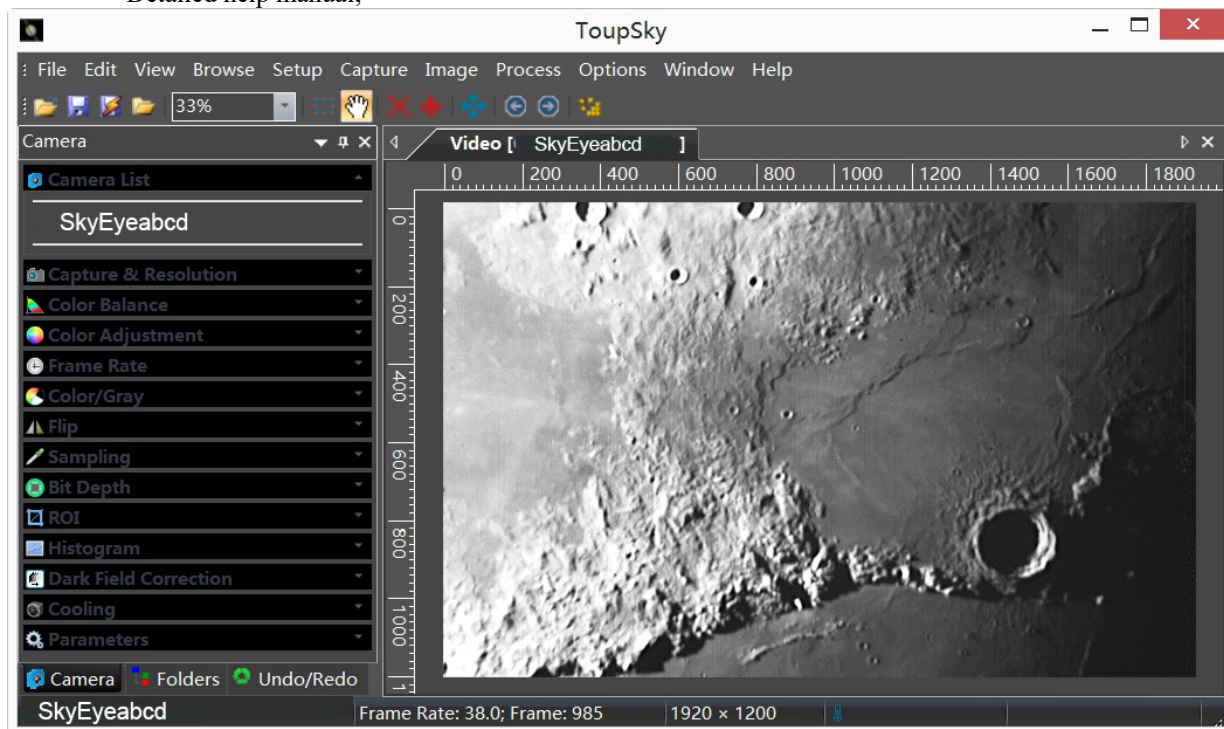 Detailed help manual;
ToupSky
File Edit View Browse Setup Capture Image Process Options Window Help
33%
Camera
Video [ SkyEyeabcd ]
Camera List
0 200 400 600 800 1000 1200 1400 1600 1800
SkyEyeabcd
0
Capture & Resolution
Color Balance
200
Color Adjustment
Frame Rate
400
Color/Gray
Flip
600
Sampling
Bit Depth
ROI
800
Histogram
Dark Field Correction
Cooling
1000
Parameters
Camera Folders Undo/Redo
SkyEyeabcd Frame Rate: 38.0; Frame: 985 1920 × 1200